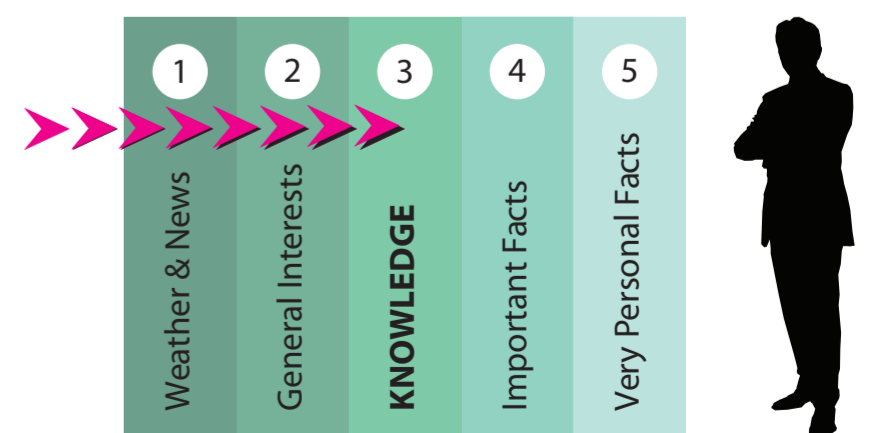 1
Weather & News
2
General Interests
3
KNOWLEDGE
4
Important Facts
5
Very Personal Facts